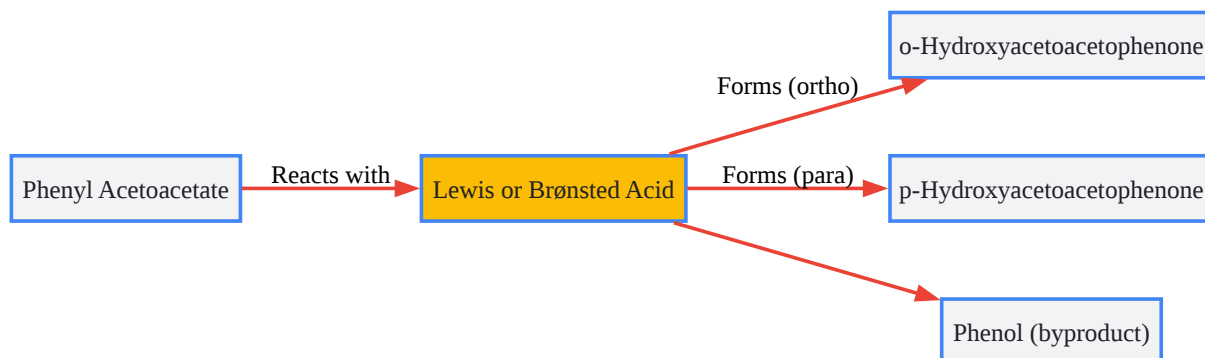 o-Hydroxyacetoacetophenone
Forms (ortho)
Phenyl Acetoacetate
Reacts with
Lewis or Brønsted Acid
Forms (para)
p-Hydroxyacetoacetophenone
Phenol (byproduct)